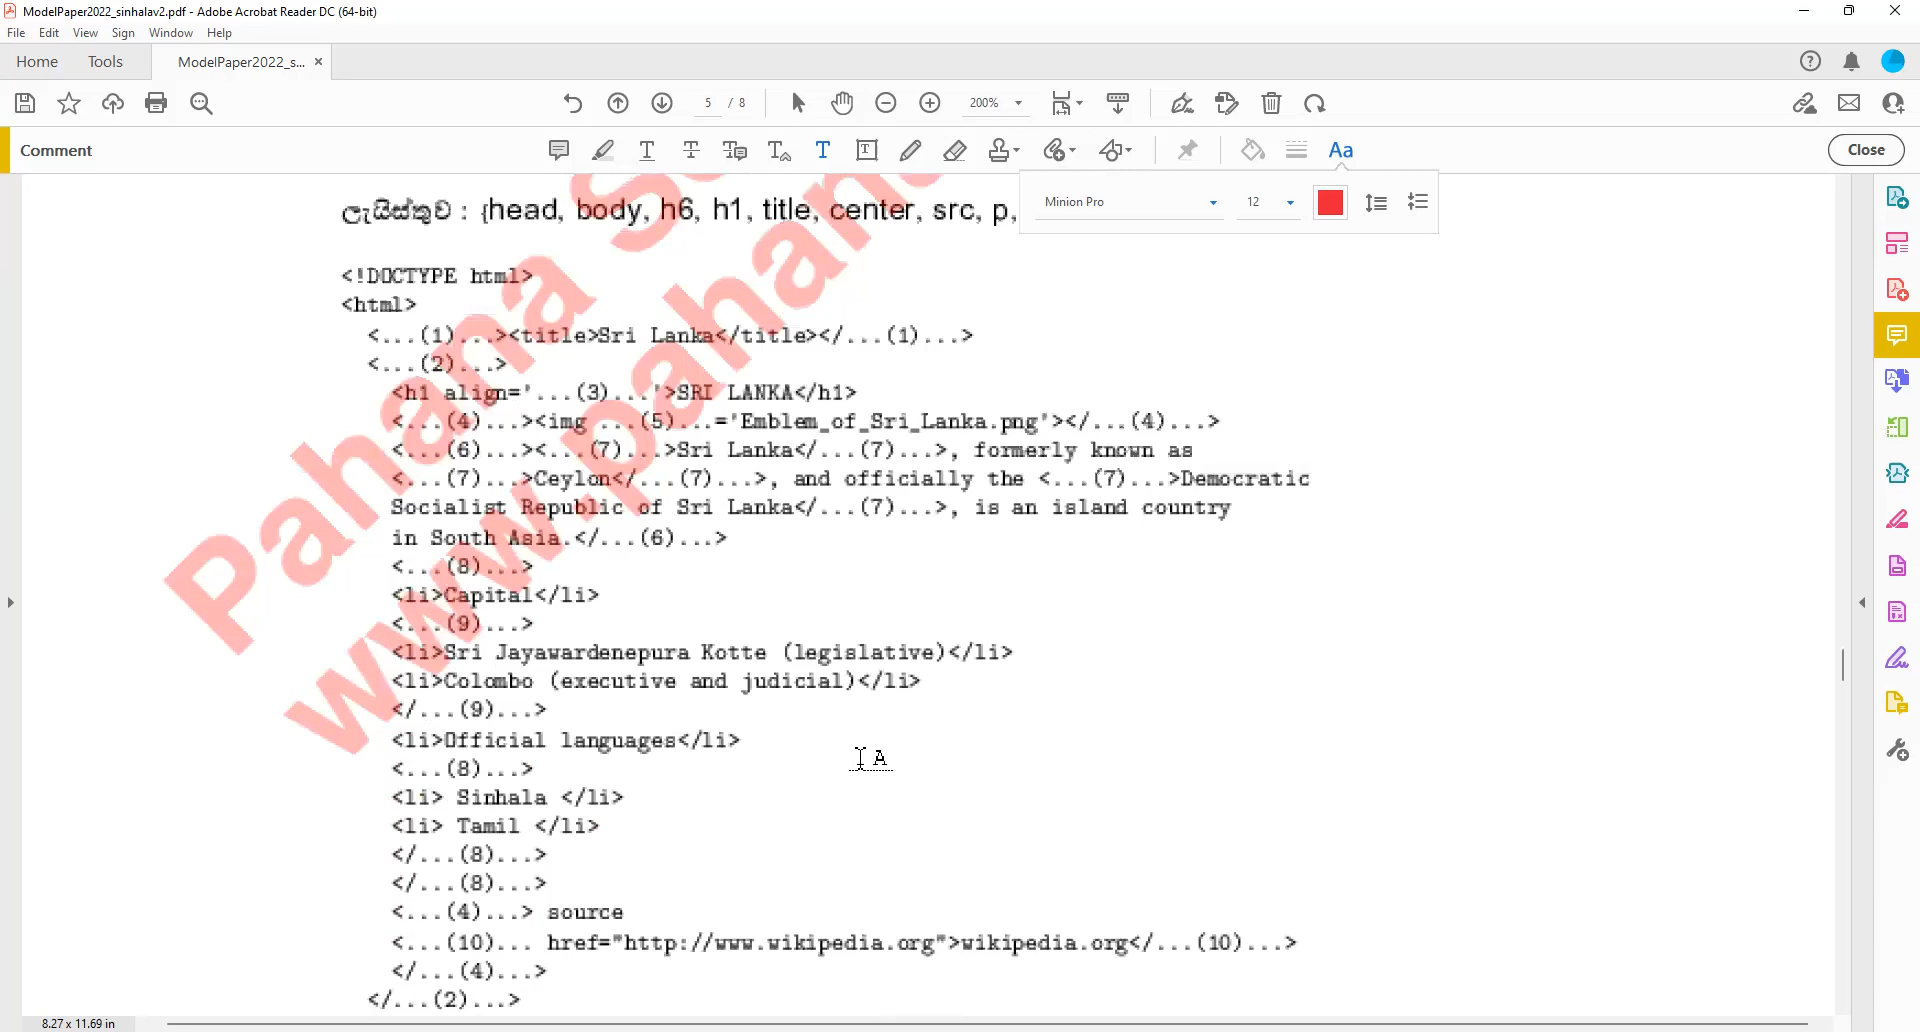 ModelPaper2022_sinhalav2.pdf - Adobe Acrobat Reader DC (64-bit)
File Edit View Sign Window Help
Home Tools ModelPaper2022_s...
5 / 8 200%
Comment Close
Minion Pro 12
ලැයිස්තුව : {head, body, h6, h1, title, center, src, p,
<!DOCTYPE html>
<html>
<...(1)...><title>Sri Lanka</title></...(1)...>
<...(2)...>
<h1 align='...(3)...'>SRI LANKA</h1>
<...(4)...><img ...(5)...='Emblem_of_Sri_Lanka.png'></...(4)...>
<...(6)...><...(7)...>Sri Lanka</...(7)...>, formerly known as
<...(7)...>Ceylon</...(7)...>, and officially the <...(7)...>Democratic
Socialist Republic of Sri Lanka</...(7)...>, is an island country
in South Asia.</...(6)...>
<...(8)...>
<li>Capital</li>
<...(9)...>
<li>Sri Jayawardenepura Kotte (legislative)</li>
<li>Colombo (executive and judicial)</li>
</...(9)...>
<li>Official languages</li>
<...(8)...>
<li> Sinhala </li>
<li> Tamil </li>
</...(8)...>
</...(8)...>
<...(4)...> source
<...(10)... href="http://www.wikipedia.org">wikipedia.org</...(10)...>
</...(4)...>
</...(2)...>
Pahana S
www.pahana
8.27 x 11.69 in